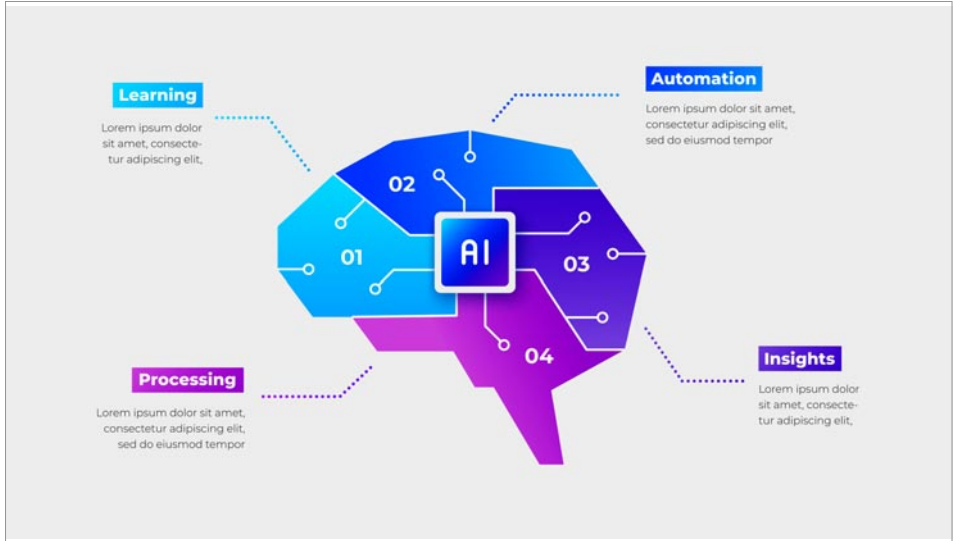 Learning
Lorem ipsum dolor
sit amet, consecte-
tur adipiscing elit,
Automation
Lorem ipsum dolor sit amet,
consectetur adipiscing elit,
sed do eiusmod tempor
02
01
AI
03
04
Processing
Lorem ipsum dolor sit amet,
consectetur adipiscing elit,
sed do eiusmod tempor
Insights
Lorem ipsum dolor
sit amet, consecte-
tur adipiscing elit,